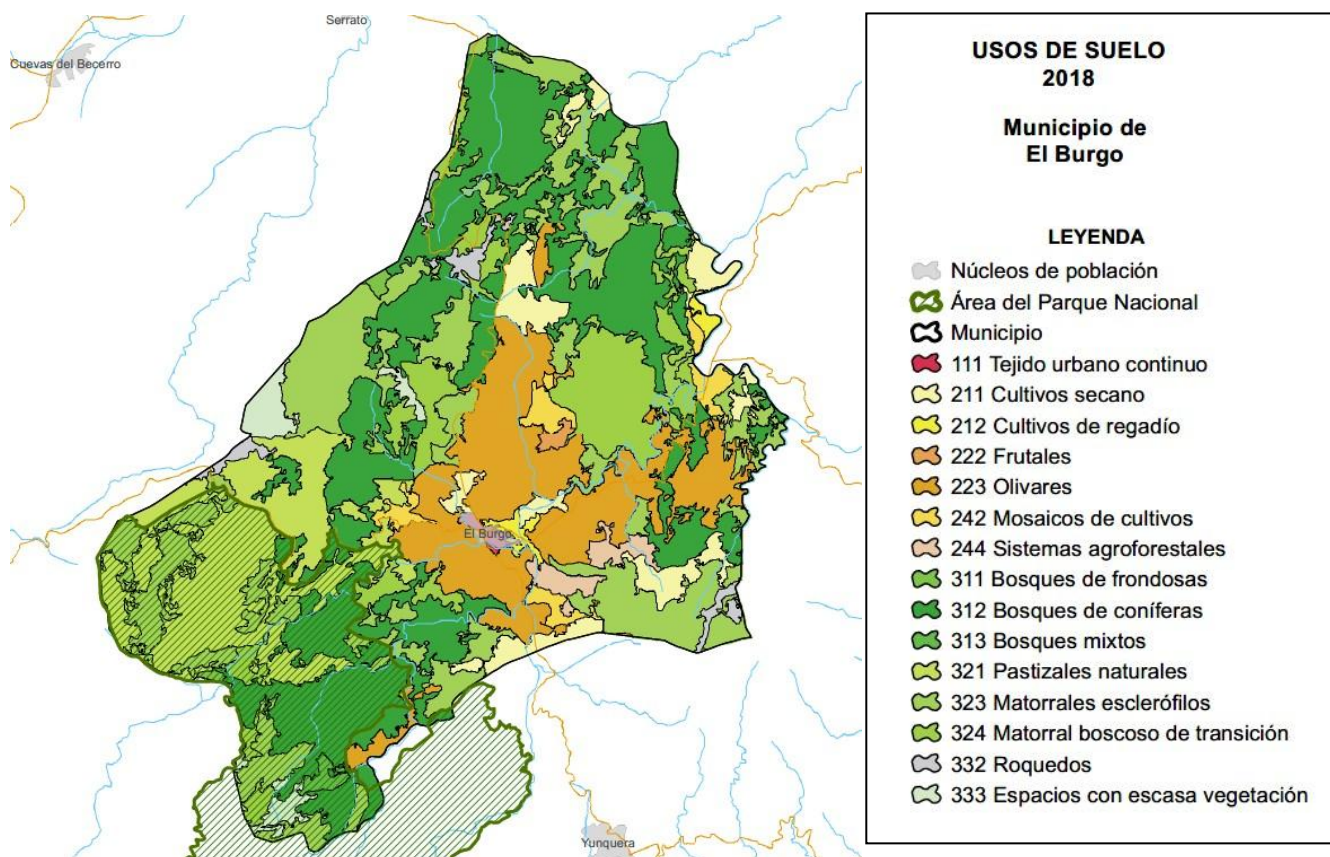 Serrato
Cuevas del Becerro
El Burgo
Yunquera
USOS DE SUELO
2018
Municipio de
El Burgo
LEYENDA
Núcleos de población
Área del Parque Nacional
Municipio
111 Tejido urbano continuo
211 Cultivos secano
212 Cultivos de regadío
222 Frutales
223 Olivares
242 Mosaicos de cultivos
244 Sistemas agroforestales
311 Bosques de frondosas
312 Bosques de coníferas
313 Bosques mixtos
321 Pastizales naturales
323 Matorrales esclerófilos
324 Matorral boscoso de transición
332 Roquedos
333 Espacios con escasa vegetación